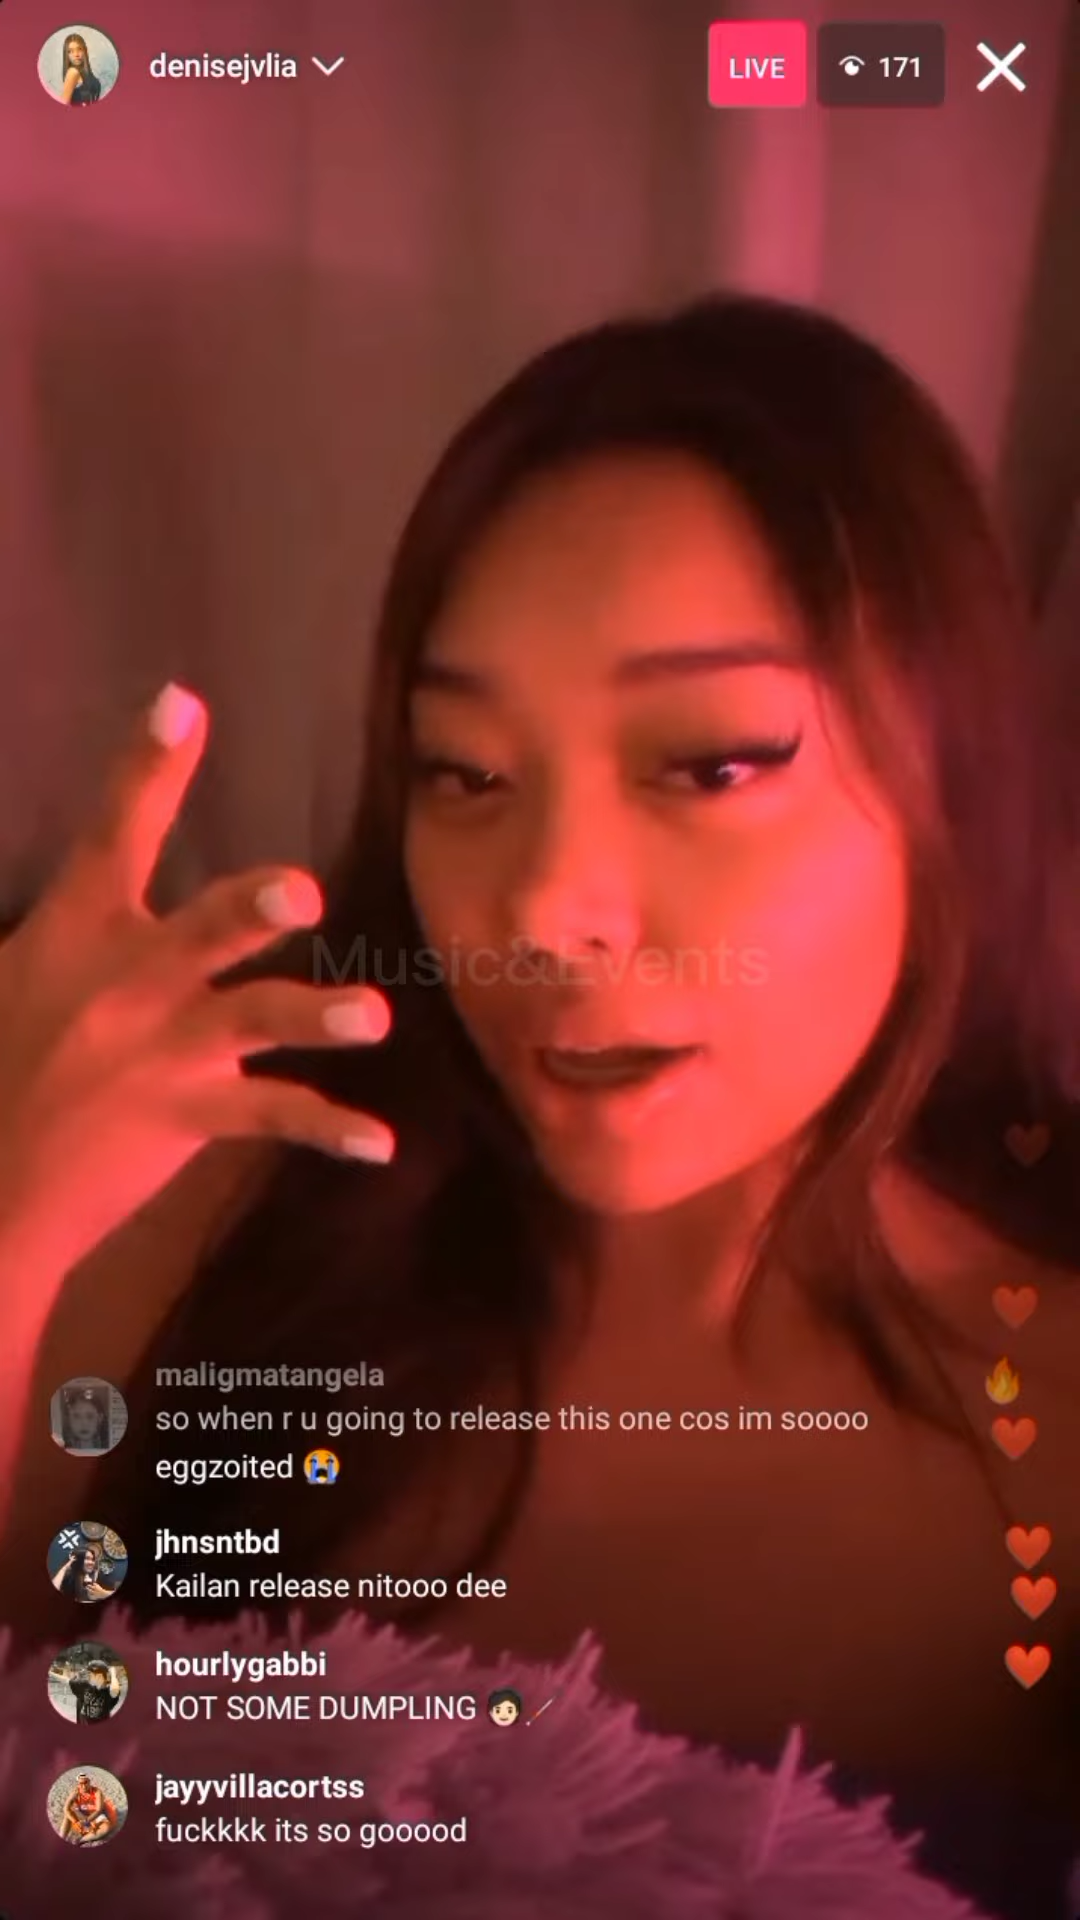 denisejvlia
LIVE
171
Music&Events
maligmatangela
so when r u going to release this one cos im soooo
eggzoited 😭
jhnsntbd
Kailan release nitooo dee
hourlygabbi
NOT SOME DUMPLING 🧑🏻🥢
jayyvillacortss
fuckkkk its so gooood